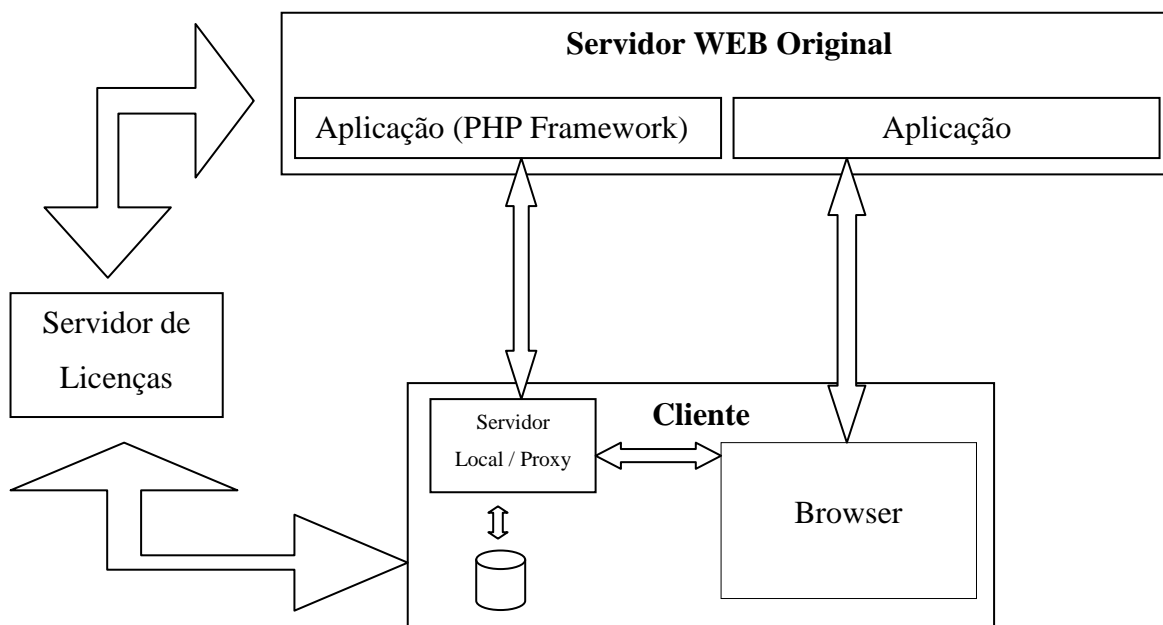 Servidor WEB Original
Aplicação (PHP Framework)
Aplicação
Servidor de
Licenças
Cliente
Servidor
Local / Proxy
Browser